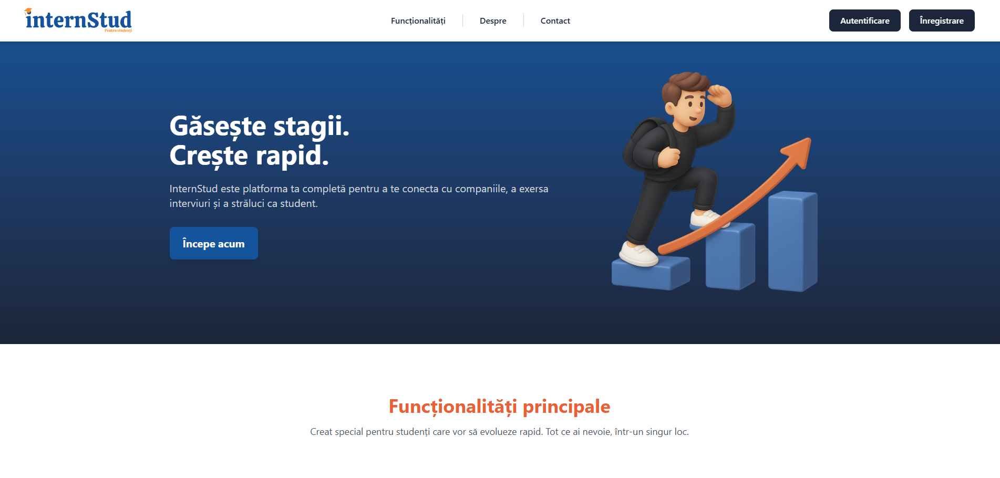 internStud
Pentru studenți
Funcționalități
Despre
Contact
Autentificare
Înregistrare
Găsește stagii.
Crește rapid.
InternStud este platforma ta completă pentru a te conecta cu companiile, a exersa
interviuri și a străluci ca student.
Începe acum
Funcționalități principale
Creat special pentru studenți care vor să evolueze rapid. Tot ce ai nevoie, într-un singur loc.